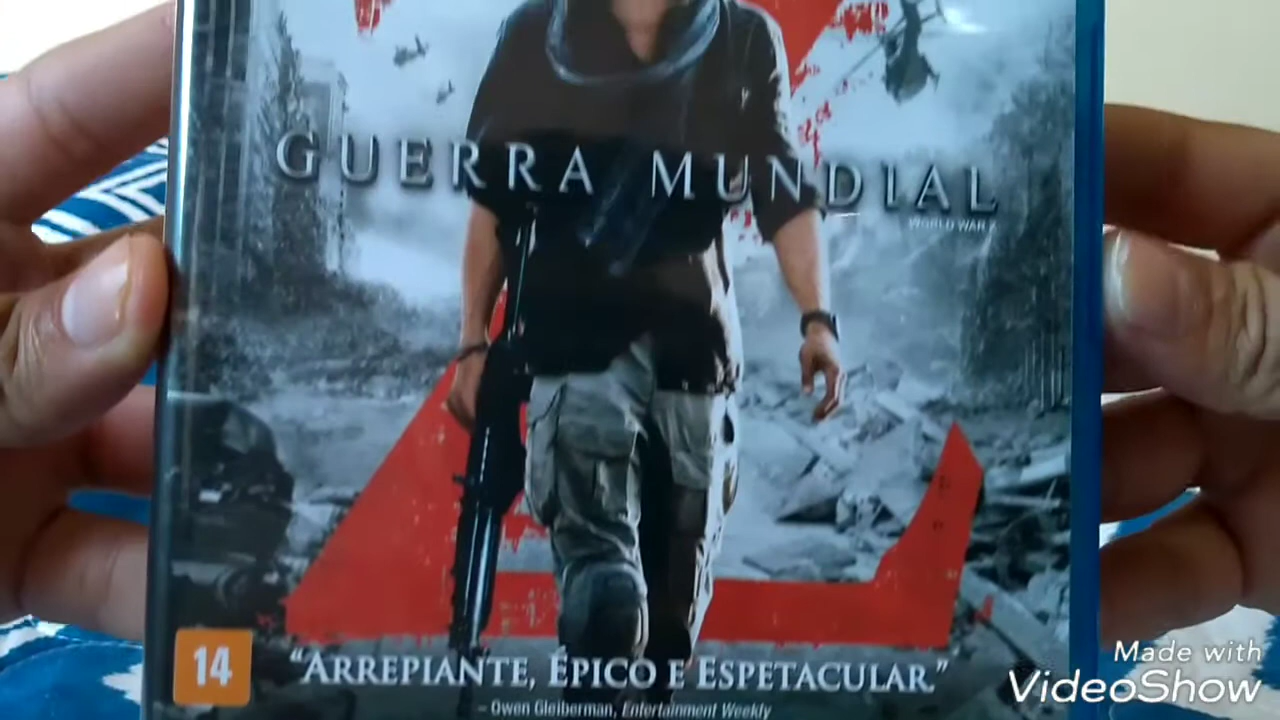 GUERRA MUNDIAL
WORLD WAR Z
14
“ARREPIANTE, ÉPICO E ESPETACULAR.”
– Owen Gleiberman, Entertainment Weekly
Made with
VideoShow